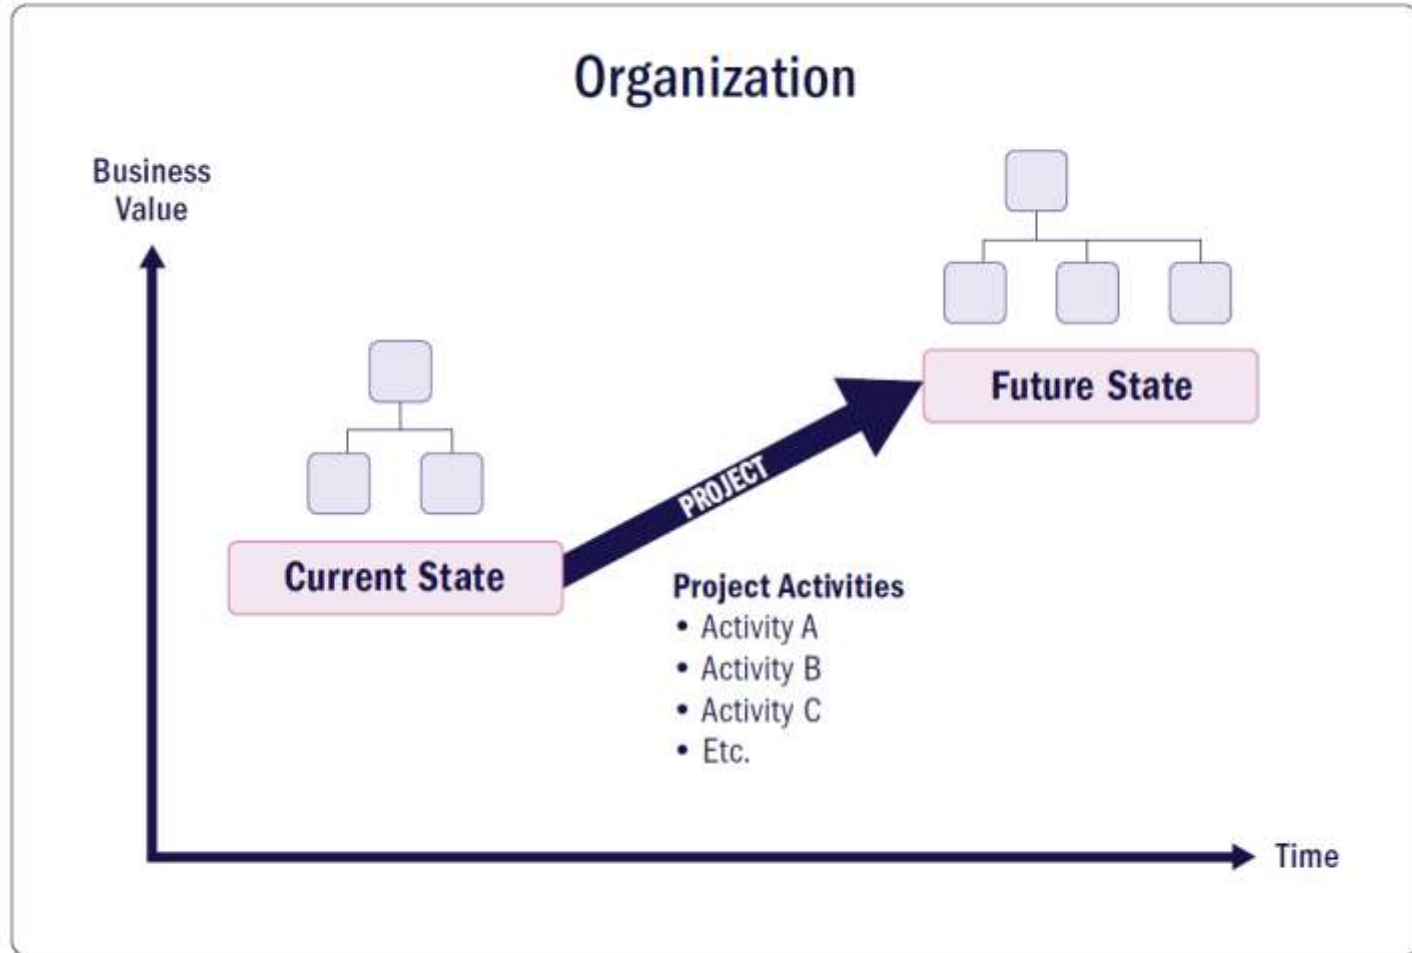 Organization
Business
Value
Future State
PROJECT
Current State
Project Activities
• Activity A
• Activity B
• Activity C
• Etc.
Time